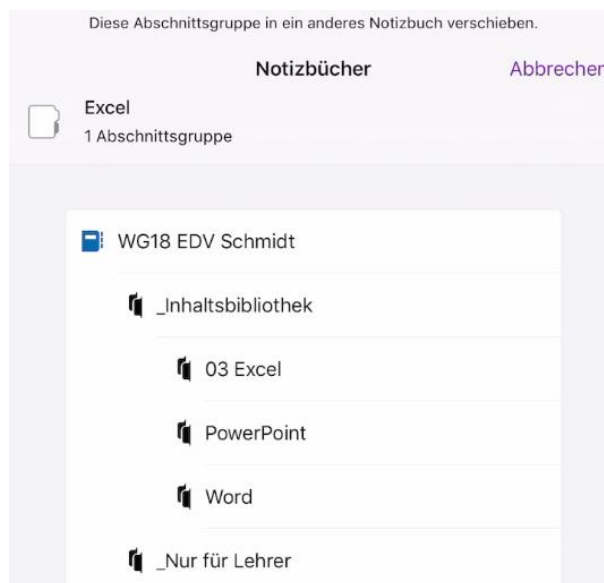 Diese Abschnittsgruppe in ein anderes Notizbuch verschieben.
Notizbücher Abbrechen
Excel
1 Abschnittsgruppe
WG18 EDV Schmidt
_Inhaltsbibliothek
03 Excel
PowerPoint
Word
_Nur für Lehrer